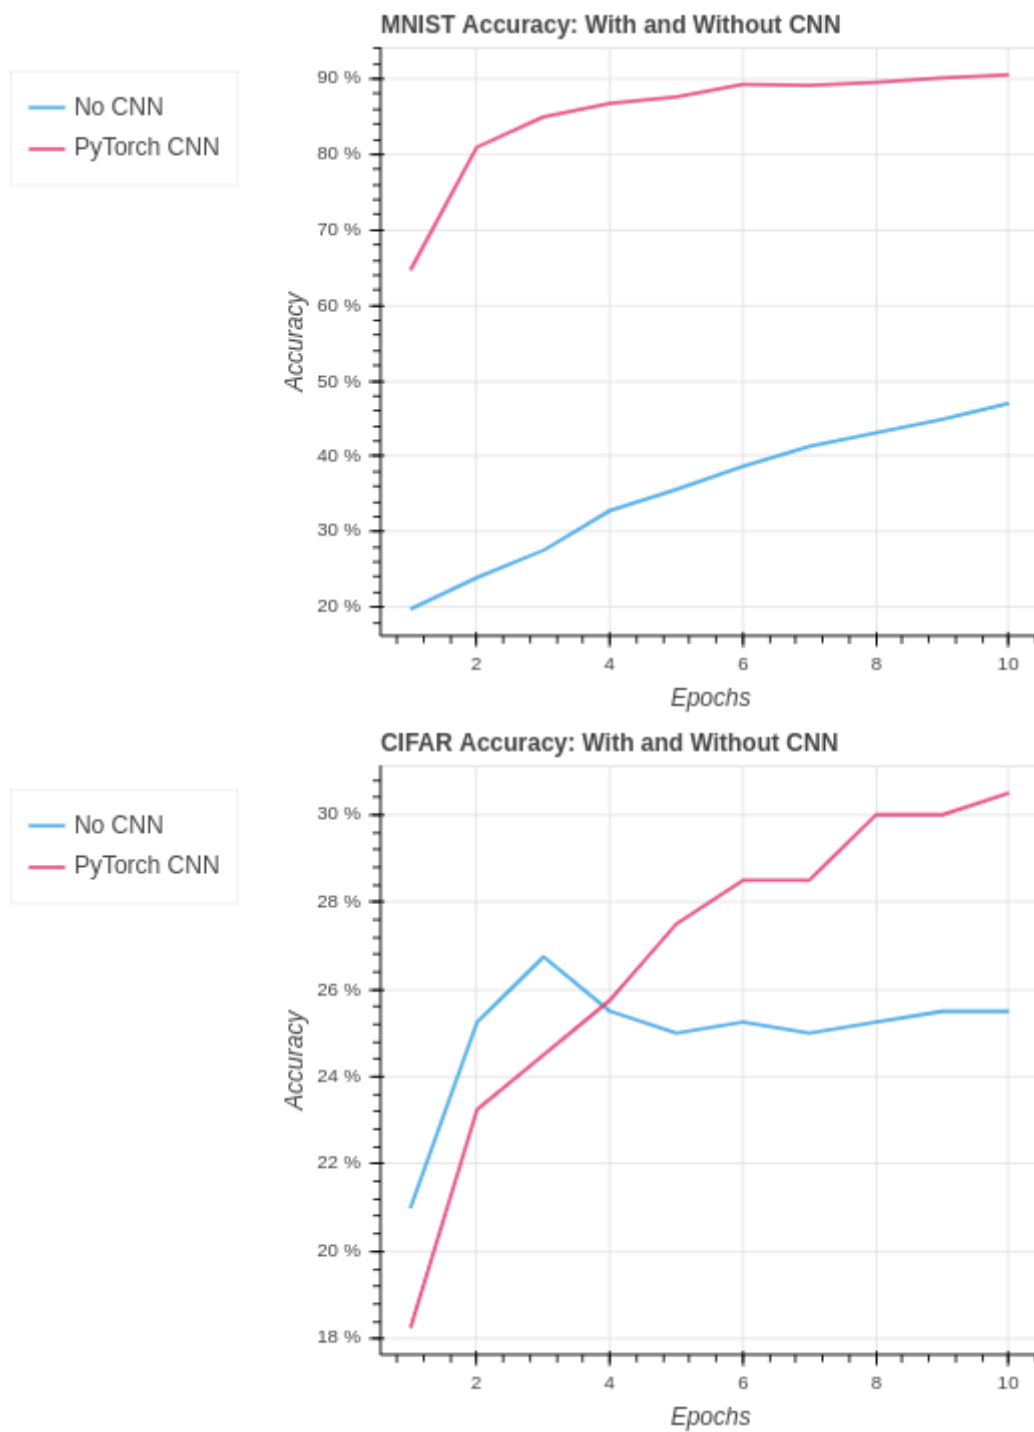 MNIST Accuracy: With and Without CNN
No CNN
PyTorch CNN
90 %
80 %
70 %
60 %
50 %
40 %
30 %
20 %
Accuracy
2 4 6 8 10
Epochs
CIFAR Accuracy: With and Without CNN
No CNN
PyTorch CNN
30 %
28 %
26 %
24 %
22 %
20 %
18 %
Accuracy
2 4 6 8 10
Epochs